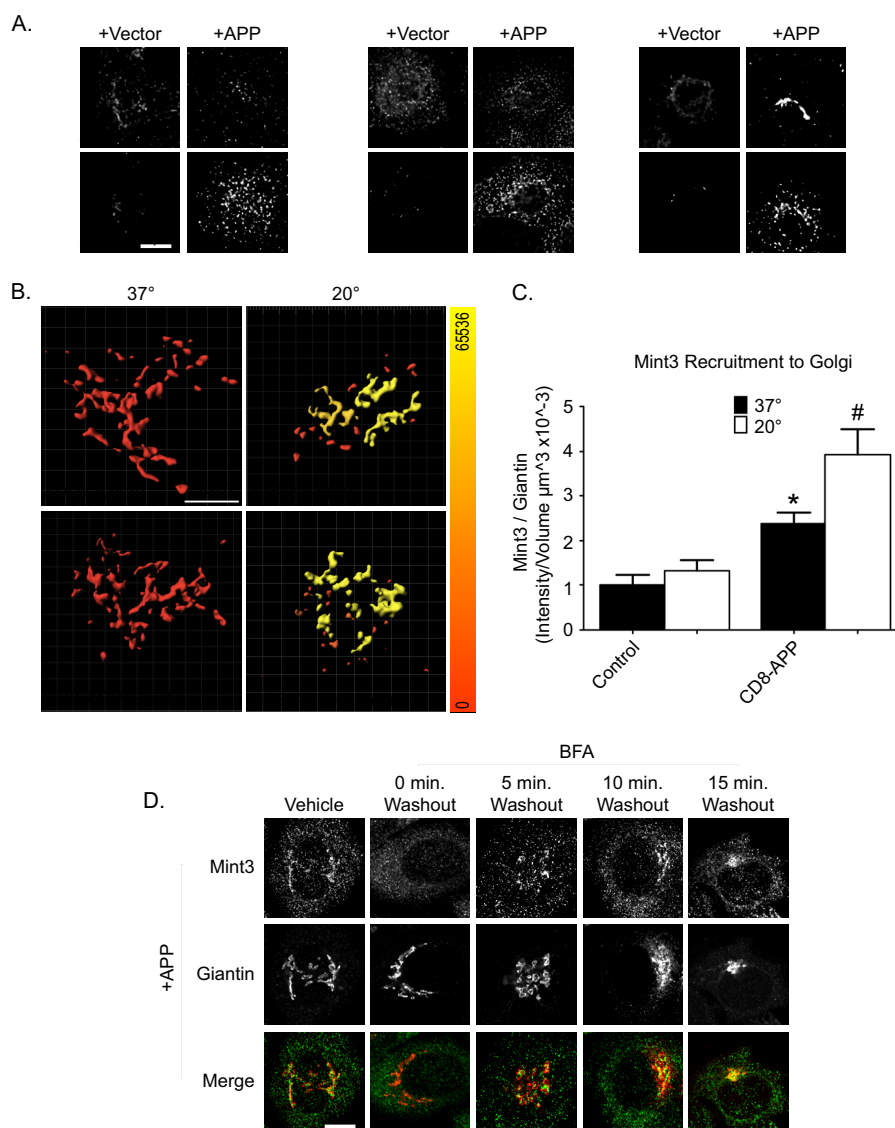 A.
+Vector +APP +Vector +APP +Vector +APP
B.
37° 20°
65536
0
C.
Mint3 Recruitment to Golgi
37°
20°
Mint3 / Giantin
(Intensity/Volume µm^3 x10^-3)
5
4
3
2
1
0
*
#
Control
CD8-APP
D.
BFA
Vehicle
0 min. Washout
5 min. Washout
10 min. Washout
15 min. Washout
+APP
Mint3
Giantin
Merge